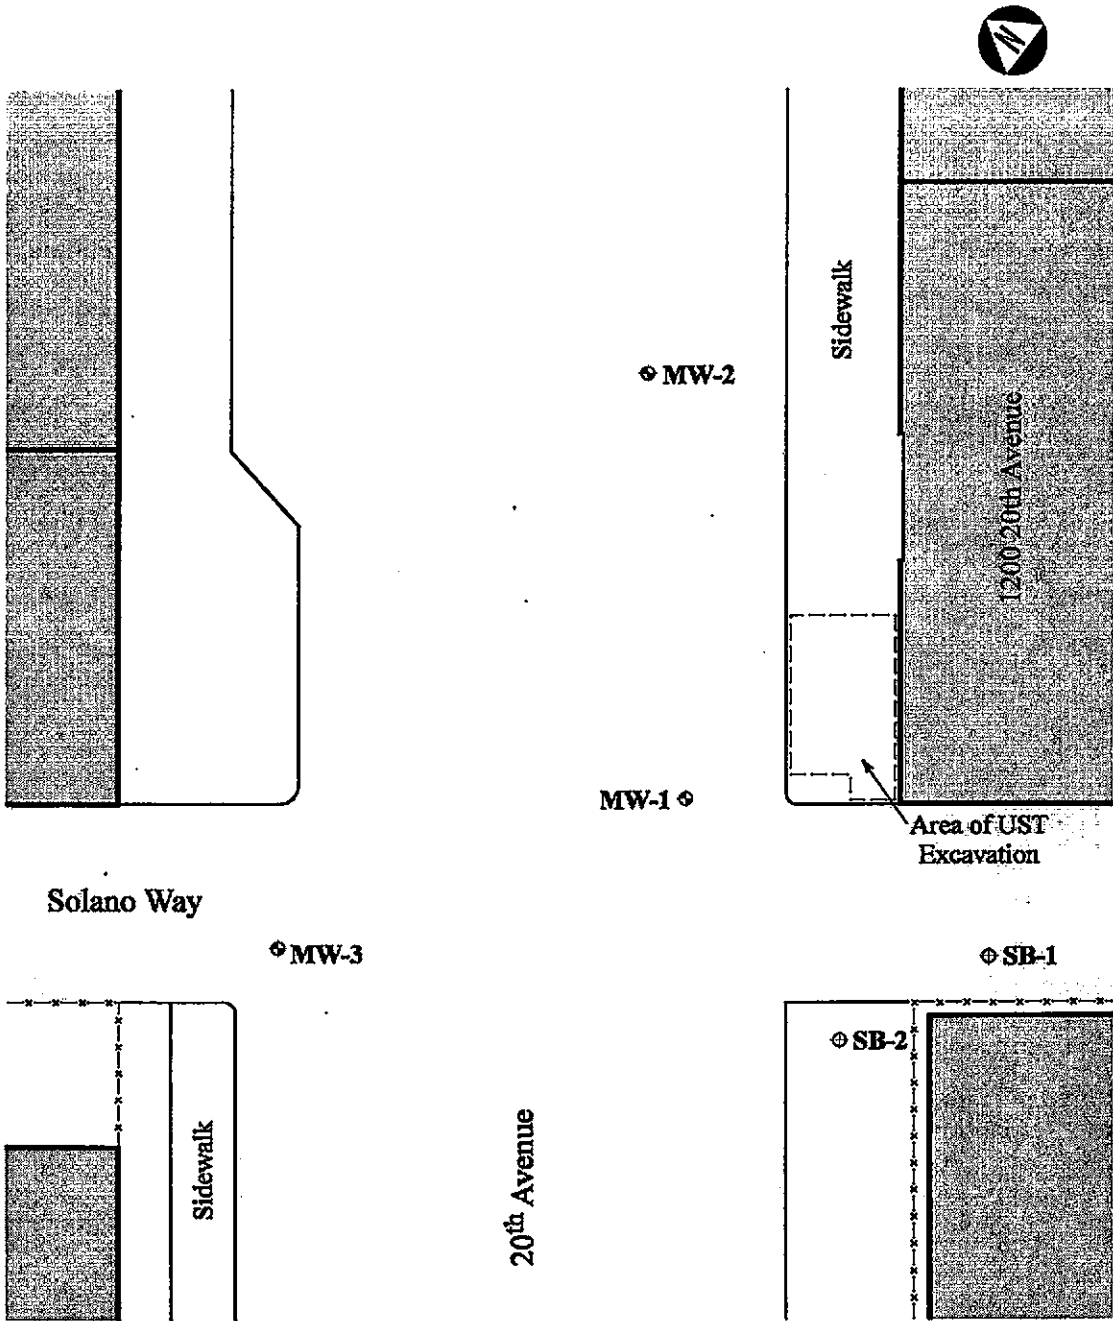 N
Sidewalk
MW-2
1200 20th Avenue
MW-1
Area of UST
Excavation
Solano Way
MW-3
SB-1
SB-2
Sidewalk
20th Avenue